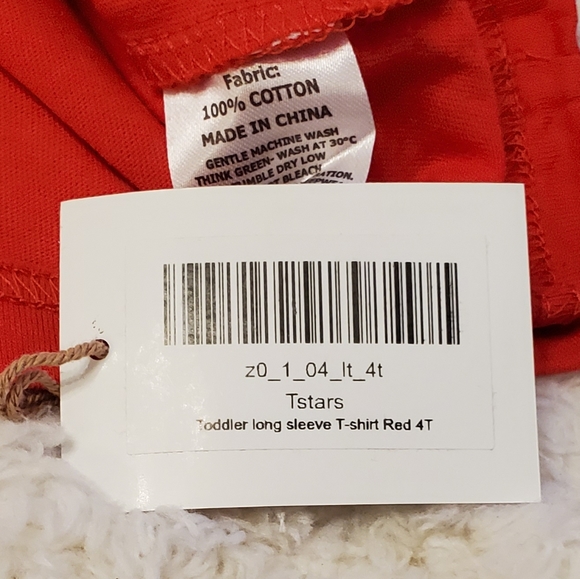 Fabric:
100% COTTON
MADE IN CHINA
GENTLE MACHINE WASH
THINK GREEN- WASH AT 30°C
TUMBLE DRY LOW
BLEACH
z0_1_04_lt_4t
Tstars
Toddler long sleeve T-shirt Red 4T